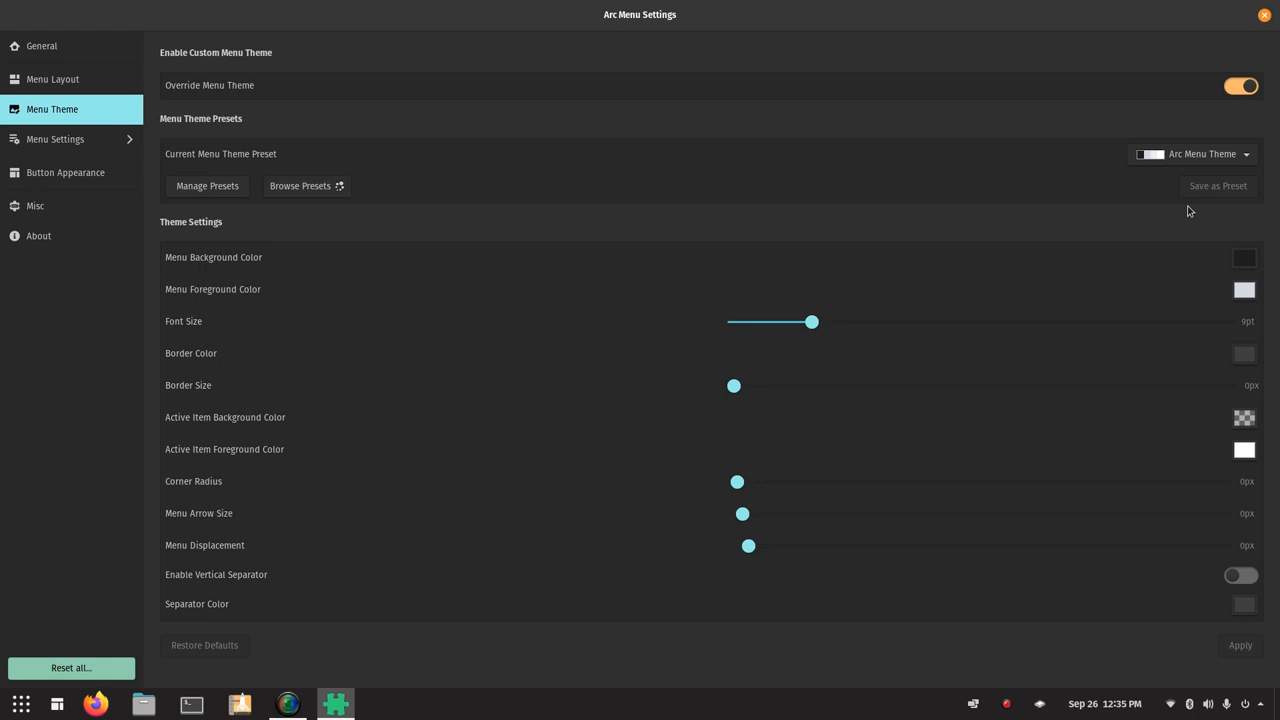 Arc Menu Settings
General
Menu Layout
Menu Theme
Menu Settings
Button Appearance
Misc
About
Reset all...
Enable Custom Menu Theme
Override Menu Theme
Menu Theme Presets
Current Menu Theme Preset
Arc Menu Theme
Manage Presets
Browse Presets
Save as Preset
Theme Settings
Menu Background Color
Menu Foreground Color
Font Size
9pt
Border Color
Border Size
0px
Active Item Background Color
Active Item Foreground Color
Corner Radius
0px
Menu Arrow Size
0px
Menu Displacement
0px
Enable Vertical Separator
Separator Color
Restore Defaults
Apply
Sep 26 12:35 PM